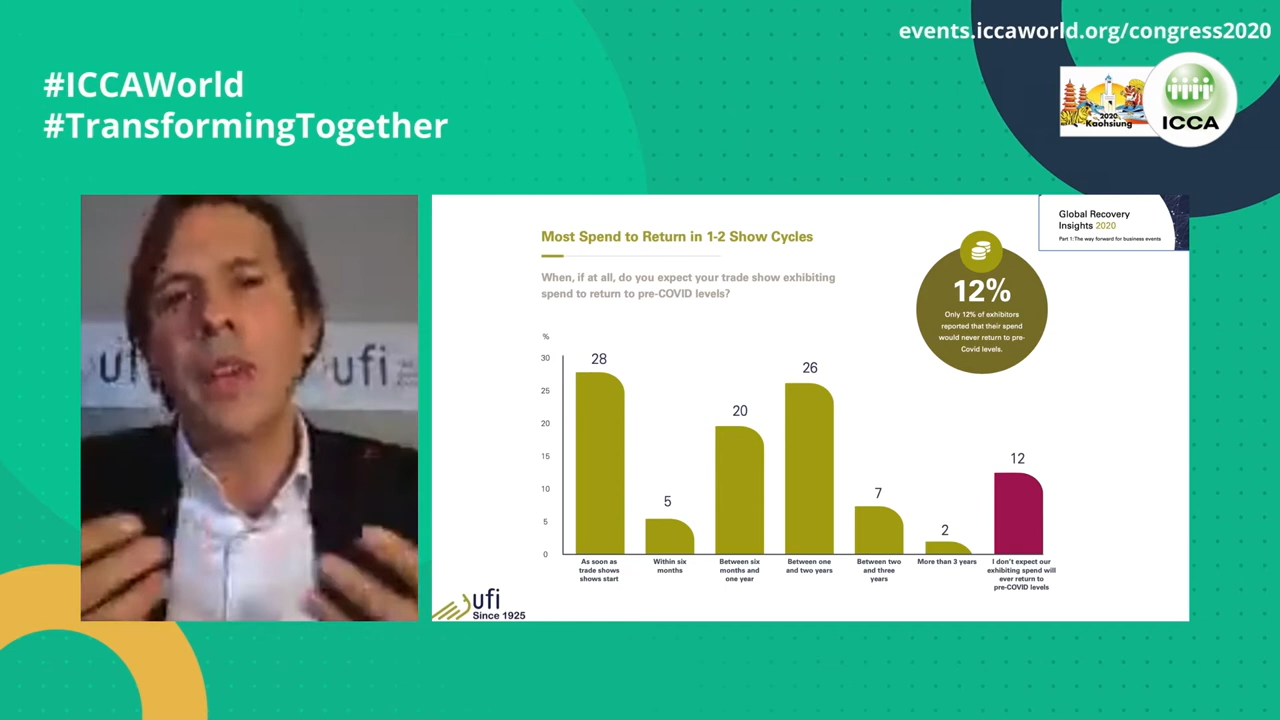 events.iccaworld.org/congress2020
#ICCAWorld
#TransformingTogether
2020
Kaohsiung
ICCA
Global Recovery
Insights 2020
Part 1: The way forward for business events
Most Spend to Return in 1-2 Show Cycles
When, if at all, do you expect your trade show exhibiting
spend to return to pre-COVID levels?
12%
Only 12% of exhibitors
reported that their spend
would never return to pre-
Covid levels.
%
30
25
20
15
10
5
0
28
5
20
26
7
2
12
As soon as
trade shows
shows start
Within six
months
Between six
months and
one year
Between one
and two years
Between two
and three
years
More than 3 years
I don't expect our
exhibiting spend will
ever return to
pre-COVID levels
ufi
Since 1925
ufi
ufi